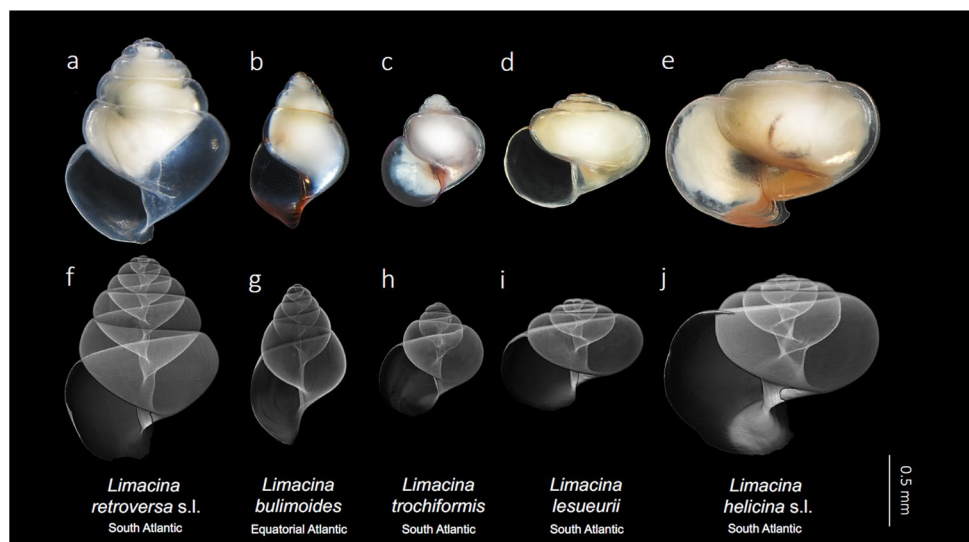 a b c d e
f g h i j
Limacina
retroversa s.l.
South Atlantic
Limacina
bulimoides
Equatorial Atlantic
Limacina
trochiformis
South Atlantic
Limacina
lesueurii
South Atlantic
Limacina
helicina s.l.
South Atlantic
0.5 mm